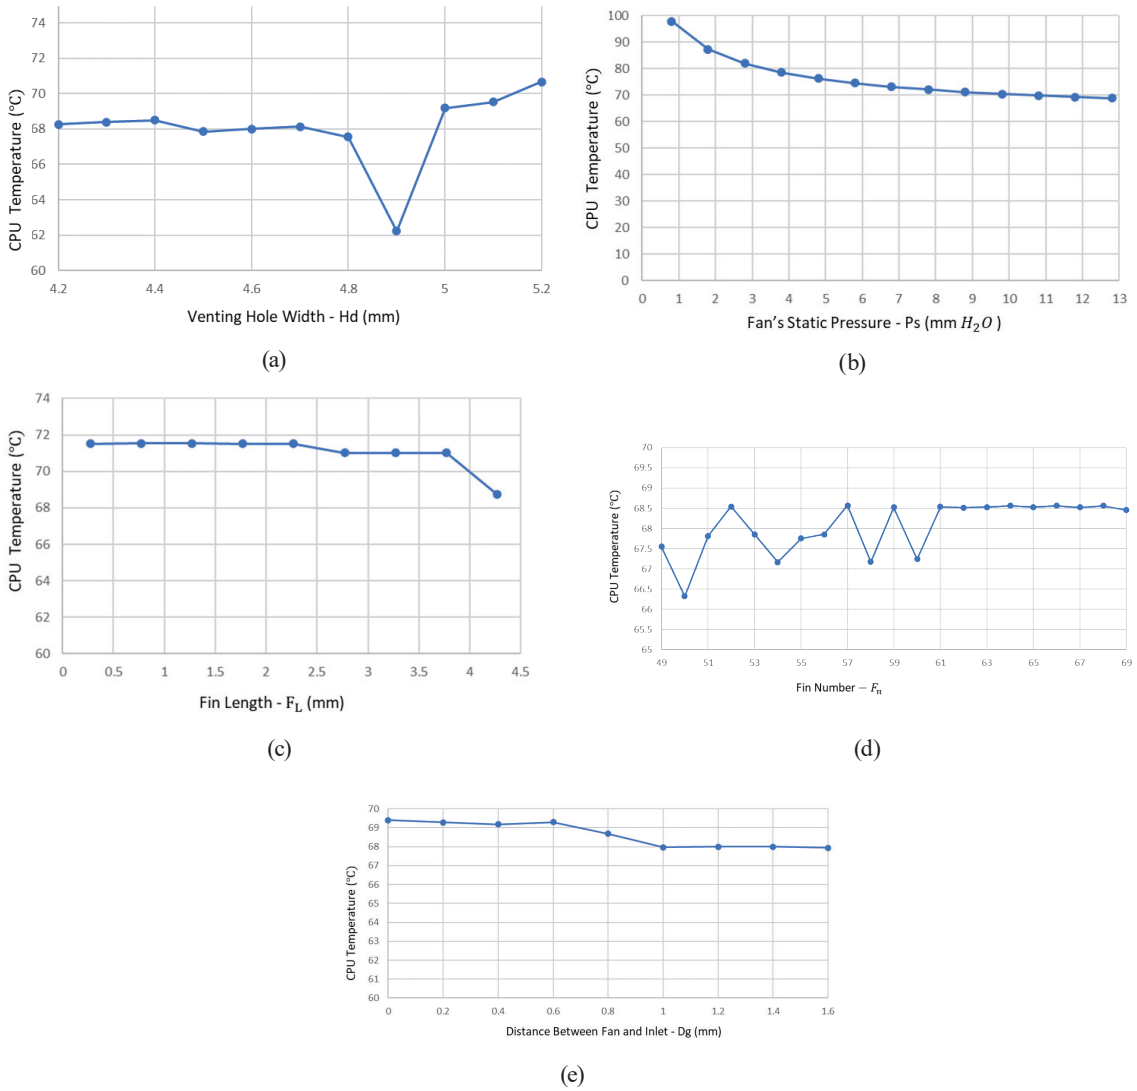 74
72
70
68
66
64
62
60
CPU Temperature (°C)
4.2 4.4 4.6 4.8 5 5.2
Venting Hole Width - Hd (mm)
(a)
100
90
80
70
60
50
40
30
20
10
0
CPU Temperature (°C)
0 1 2 3 4 5 6 7 8 9 10 11 12 13
Fan's Static Pressure - Ps (mm H₂O )
(b)
74
72
70
68
66
64
62
60
CPU Temperature (°C)
0 0.5 1 1.5 2 2.5 3 3.5 4 4.5
Fin Length - F_L (mm)
(c)
70
69.5
69
68.5
68
67.5
67
66.5
66
65.5
65
CPU Temperature (°C)
49 51 53 55 57 59 61 63 65 67 69
Fin Number – Fₙ
(d)
70
69
68
67
66
65
64
63
62
61
60
CPU Temperature (°C)
0 0.2 0.4 0.6 0.8 1 1.2 1.4 1.6
Distance Between Fan and Inlet - Dg (mm)
(e)